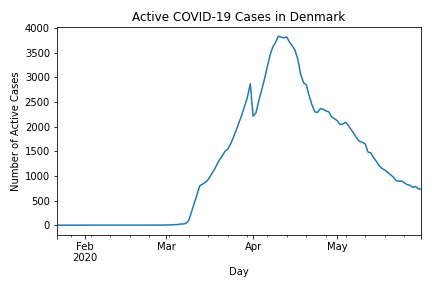 Active COVID-19 Cases in Denmark
Number of Active Cases
4000
3500
3000
2500
2000
1500
1000
500
0
Feb Mar Apr May
2020
Day